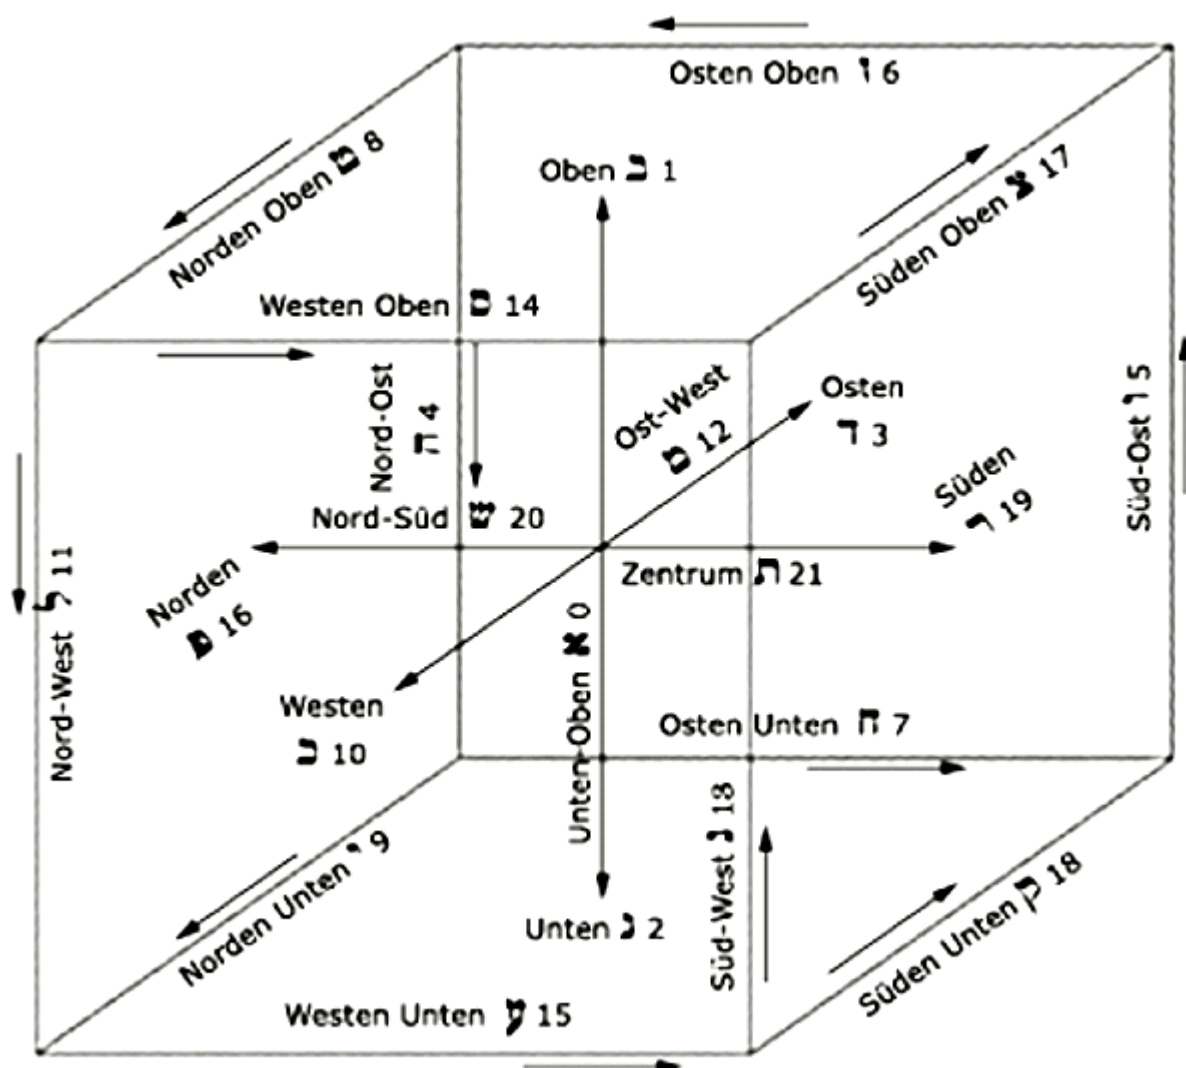 Osten Oben ז 6
Norden Oben ט 8
Oben ב 1
Süden Oben צ 17
Westen Oben ס 14
Nord-Ost
ה 4
Ost-West
מ 12
Osten
ד 3
Süd-Ost ו 5
Süden
ר 19
Nord-Süd ש 20
Zentrum ת 21
Norden
פ 16
Nord-West ל 11
Unten-Oben א 0
Westen
כ 10
Osten Unten ח 7
Norden Unten י 9
Süd-West נ 13
Süden Unten ק 18
Unten ג 2
Westen Unten ע 15